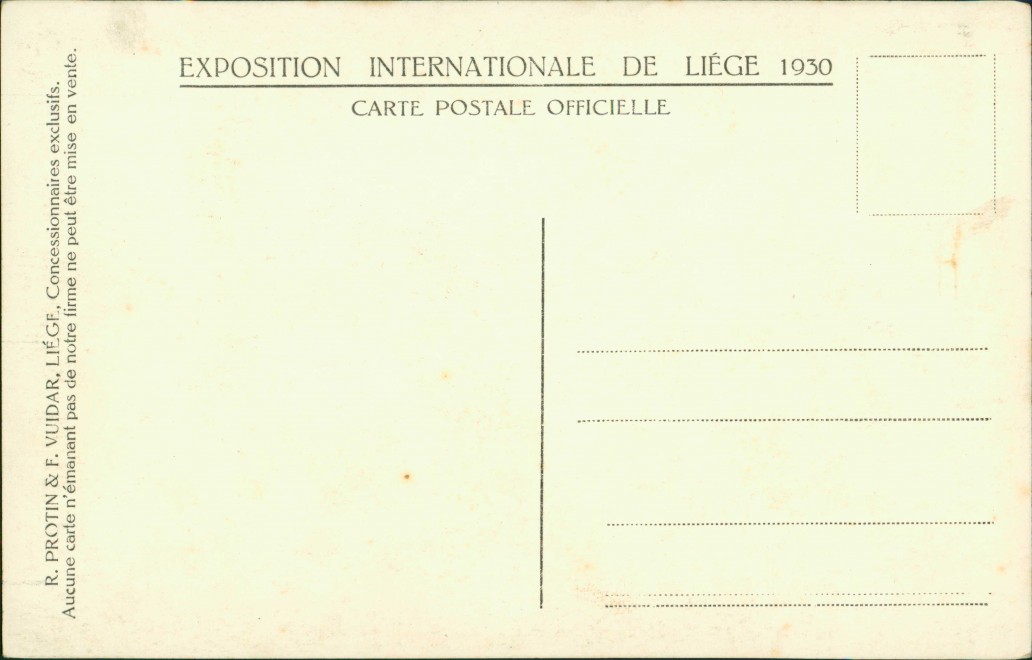 EXPOSITION INTERNATIONALE DE LIÉGE 1930
CARTE POSTALE OFFICIELLE
R. PROTIN & F. VUIDAR, LIÉGE, Concessionnaires exclusifs.
Aucune carte n'émanant pas de notre firme ne peut être mise en vente.